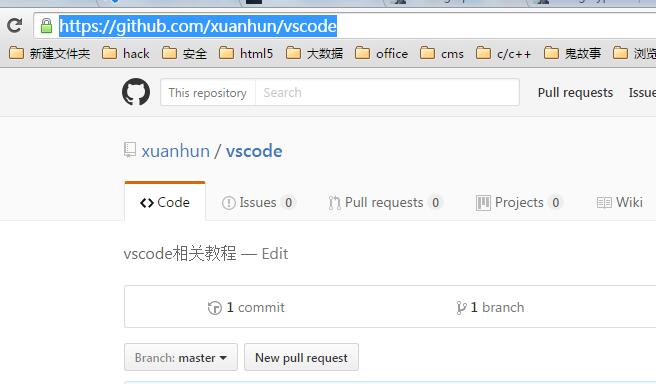 https://github.com/xuanhun/vscode
新建文件夹 hack 安全 html5 大数据 office cms c/c++ 鬼故事 浏览
This repository Search Pull requests Issue
xuanhun / vscode
Code Issues 0 Pull requests 0 Projects 0 Wiki
vscode相关教程 — Edit
1 commit 1 branch
Branch: master New pull request